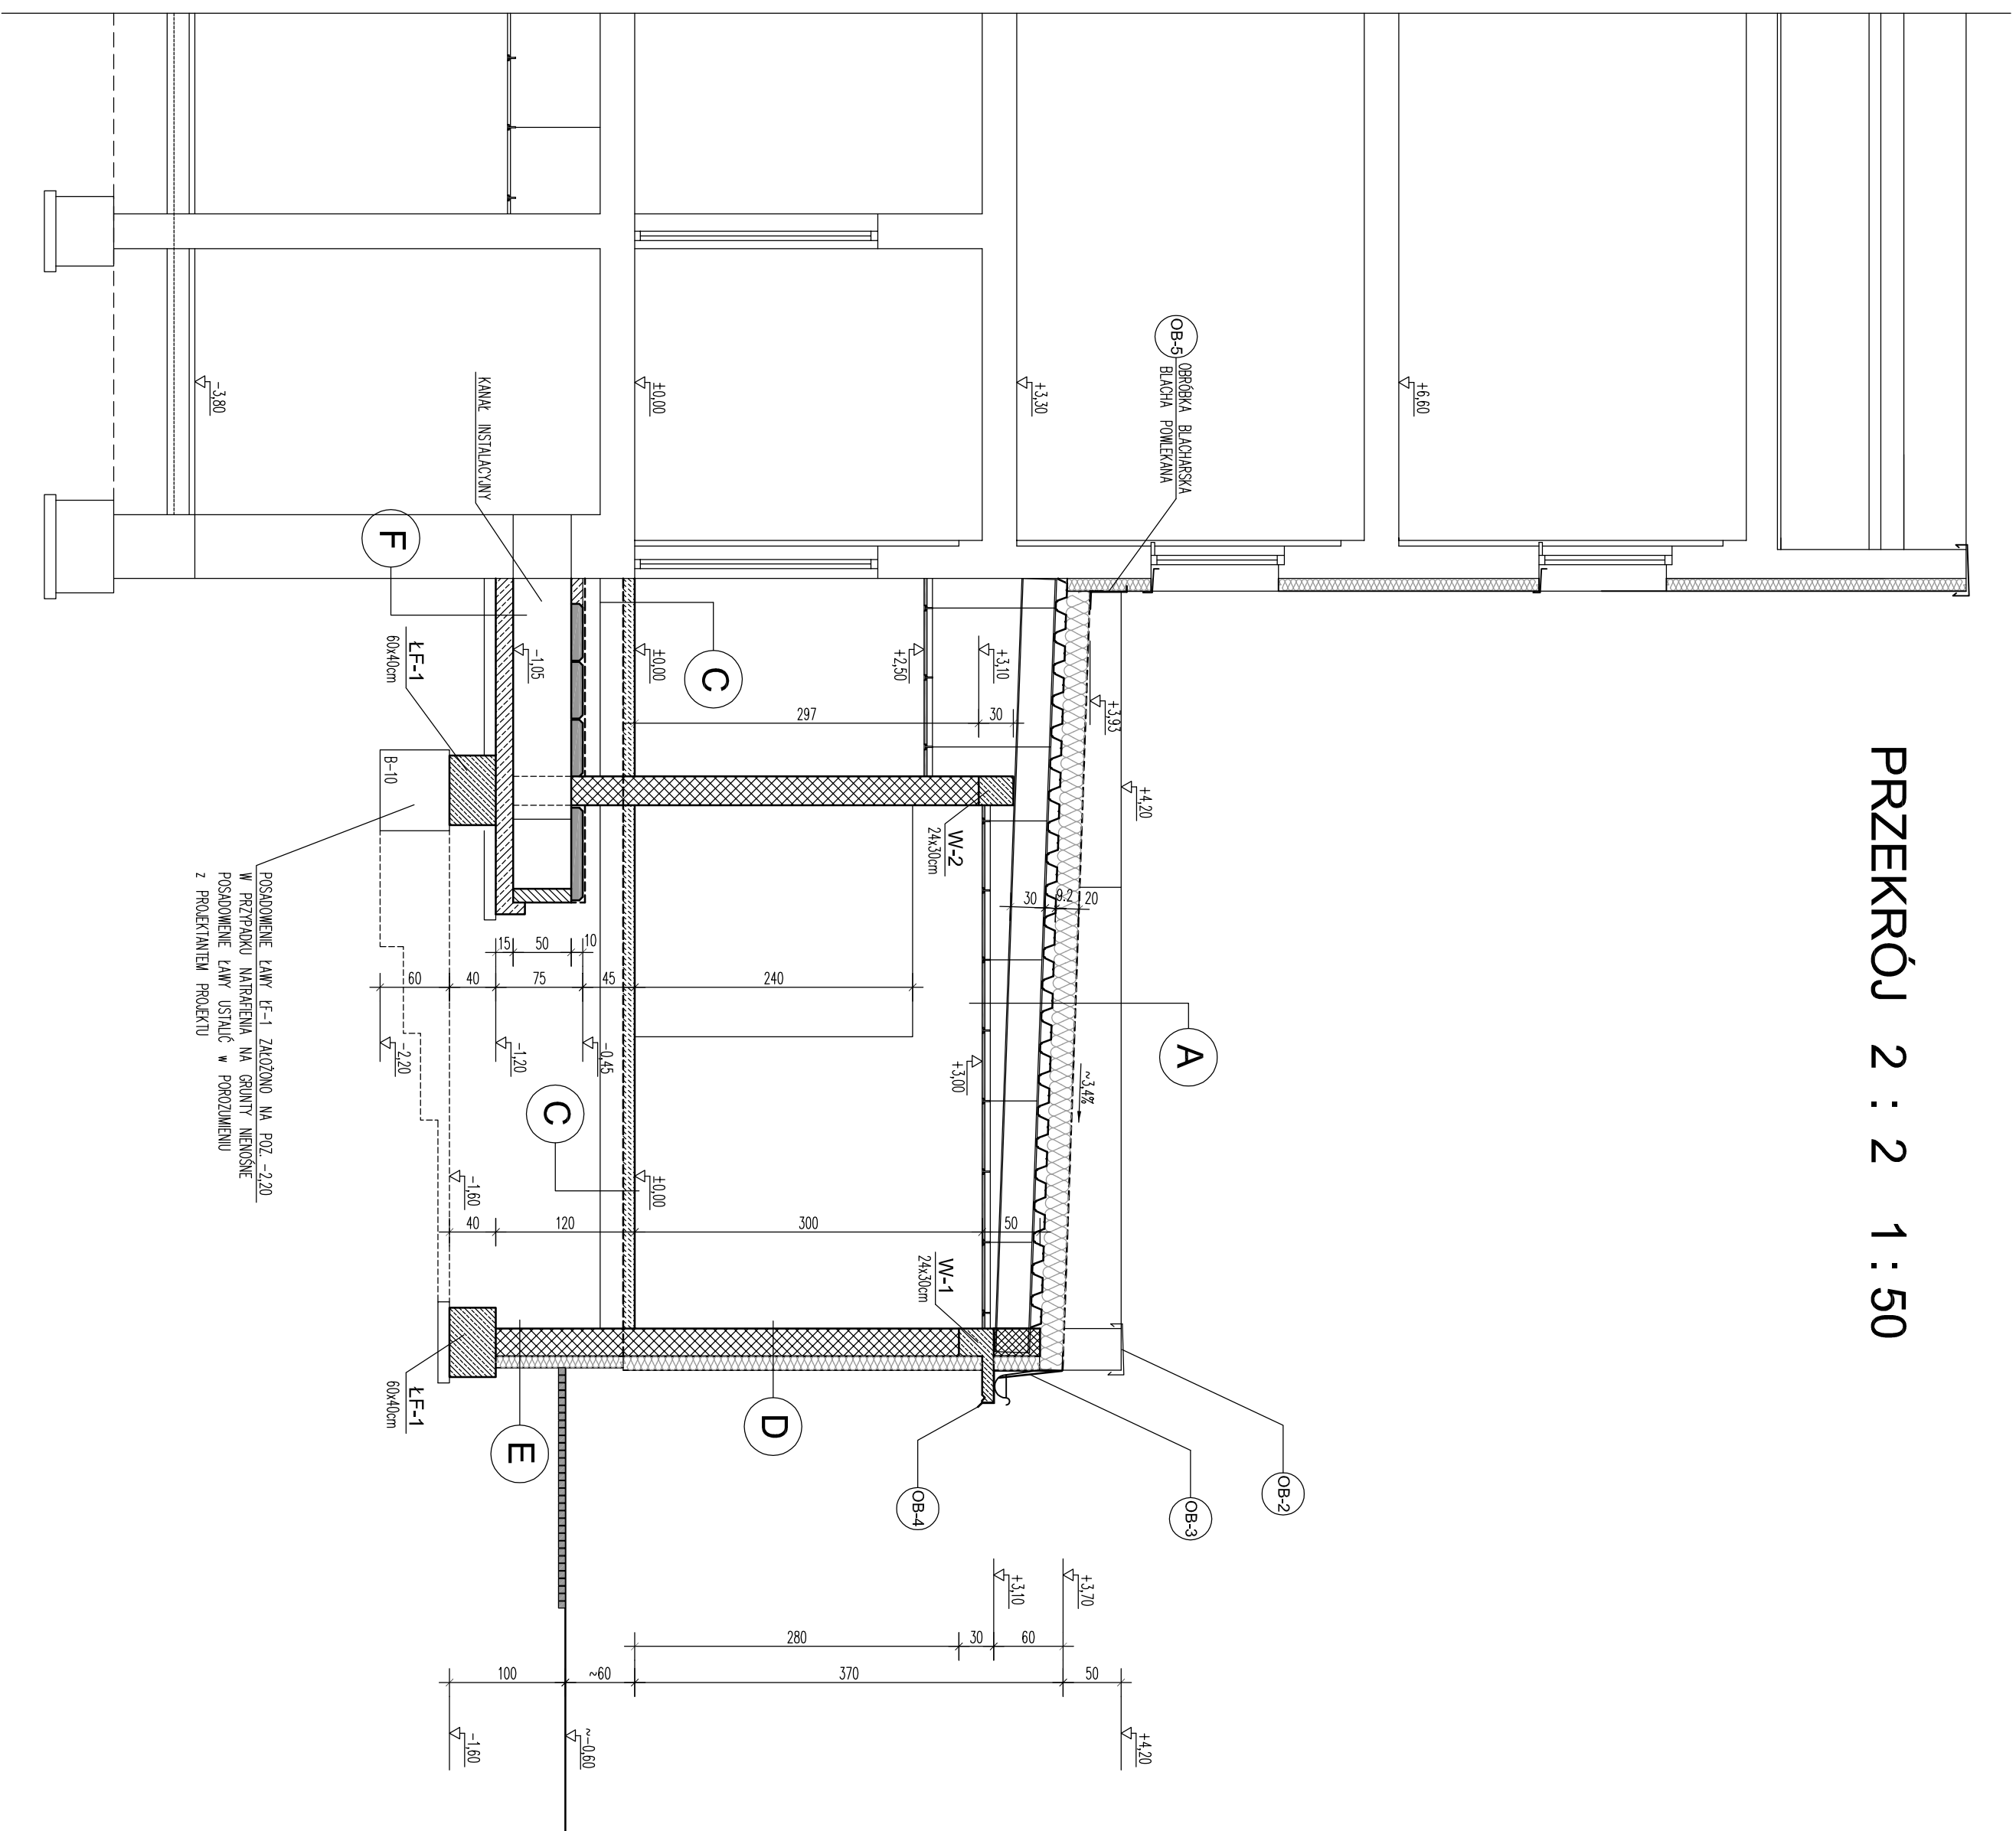 PRZEKRÓJ 2 : 2 1 : 50
+6,60
OB-5
OBRÓBKA BLACHARSKA
BLACHA POWLEKANA
+3,30
±0,00
KANAŁ INSTALACYJNY
-3,80
F
C
+4,20
+3,93
+3,10
+2,50
30
297
±0,00
-1,05
ŁF-1
60x40cm
B-10
W-2
24x30cm
20
9.2
30
A
~3,4%
+3,00
240
45
10
50
15
75
40
60
-0,45
-1,20
-2,20
C
±0,00
-1,60
POSADOWIENIE ŁAWY ŁF-1 ZAŁOŻONO NA POZ. -2,20
W PRZYPADKU NATRAFIENIA NA GRUNTY NIENOŚNE
POSADOWIENIE ŁAWY USTALIĆ w POROZUMIENIU
z PROJEKTANTEM PROJEKTU
50
300
120
40
W-1
24x30cm
ŁF-1
60x40cm
D
E
OB-2
OB-3
OB-4
+3,70
+3,10
60
30
280
50
370
~60
100
+4,20
~-0,60
-1,60